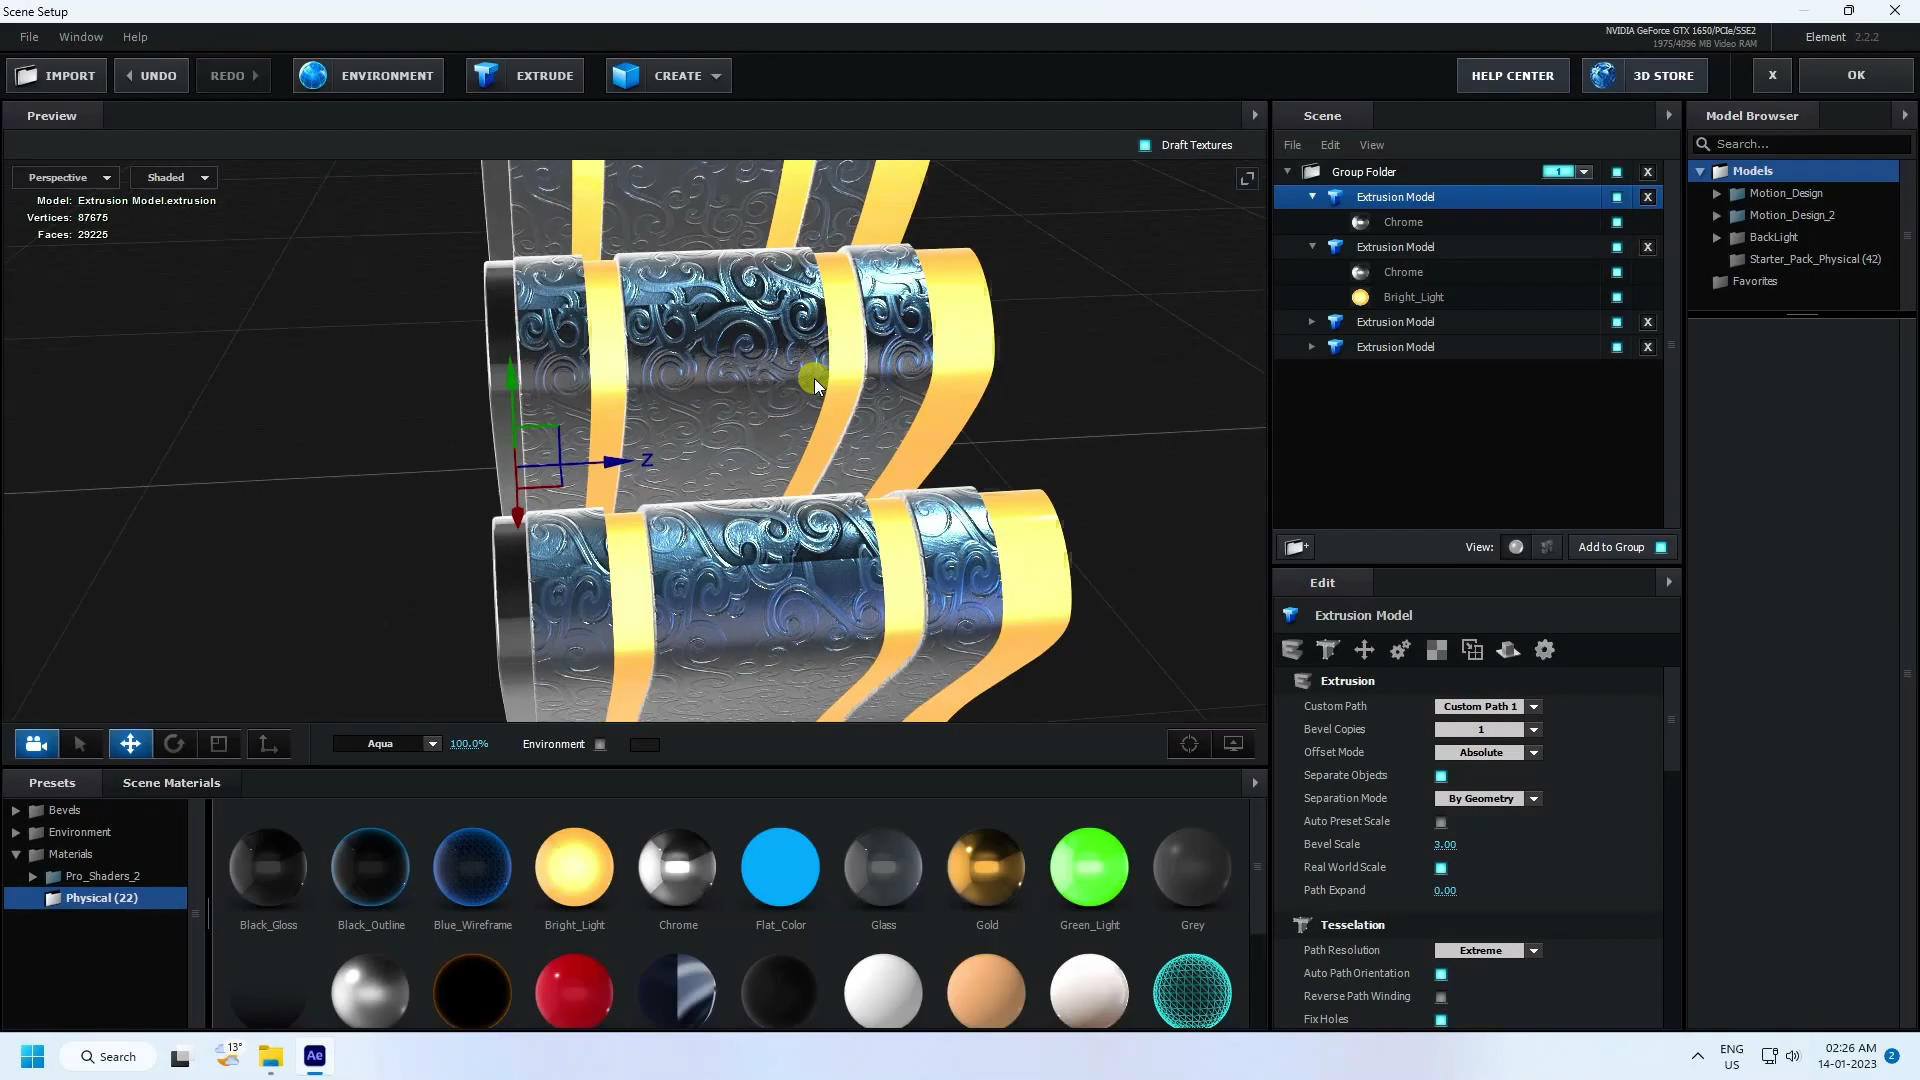 Scene Setup
File Window Help
NVIDIA GeForce GTX 1650/PCIe/SSE2
1975/4096 MB Video RAM
Element 2.2.2
IMPORT UNDO REDO ENVIRONMENT EXTRUDE CREATE HELP CENTER 3D STORE X OK
Preview
Draft Textures
Perspective Shaded
Model: Extrusion Model.extrusion
Vertices: 87675
Faces: 29225
Z
Aqua 100.0% Environment
Scene
File Edit View
Group Folder 1 X
Extrusion Model X
Chrome
Extrusion Model X
Chrome
Bright_Light
Extrusion Model X
Extrusion Model X
View: Add to Group
Model Browser
Search...
Models
Motion_Design
Motion_Design_2
BackLight
Starter_Pack_Physical (42)
Favorites
Edit
Extrusion Model
Extrusion
Custom Path Custom Path 1
Bevel Copies 1
Offset Mode Absolute
Separate Objects
Separation Mode By Geometry
Auto Preset Scale
Bevel Scale 3.00
Real World Scale
Path Expand 0.00
Tesselation
Path Resolution Extreme
Auto Path Orientation
Reverse Path Winding
Fix Holes
Presets Scene Materials
Bevels
Environment
Materials
Pro_Shaders_2
Physical (22)
Black_Gloss Black_Outline Blue_Wireframe Bright_Light Chrome Flat_Color Glass Gold Green_Light Grey
Search
13°
Ae
ENG
US
02:26 AM
14-01-2023
2